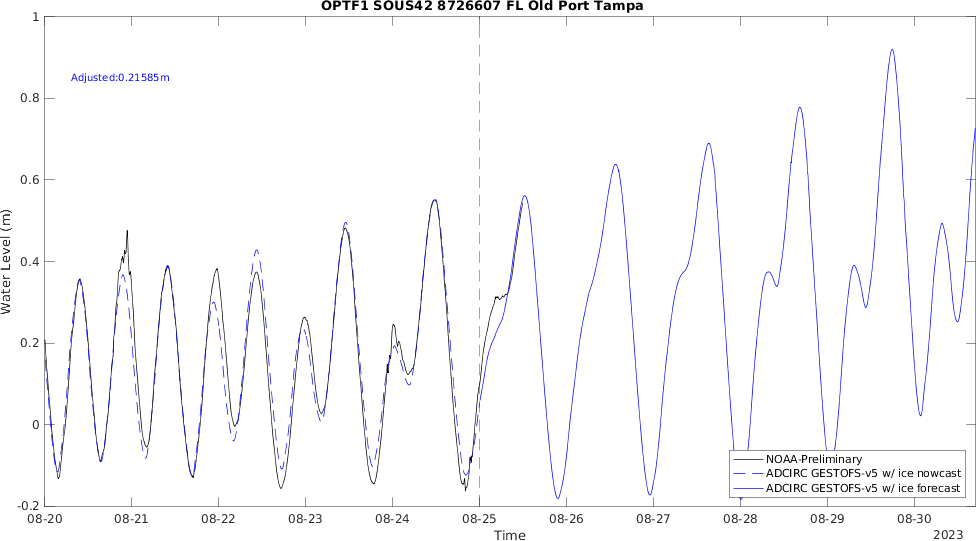 OPTF1 SOUS42 8726607 FL Old Port Tampa
Adjusted:0.21585m
Water Level (m)
1
0.8
0.6
0.4
0.2
0
-0.2
08-20 08-21 08-22 08-23 08-24 08-25 08-26 08-27 08-28 08-29 08-30
Time
2023
NOAA-Preliminary
ADCIRC GESTOFS-v5 w/ ice nowcast
ADCIRC GESTOFS-v5 w/ ice forecast